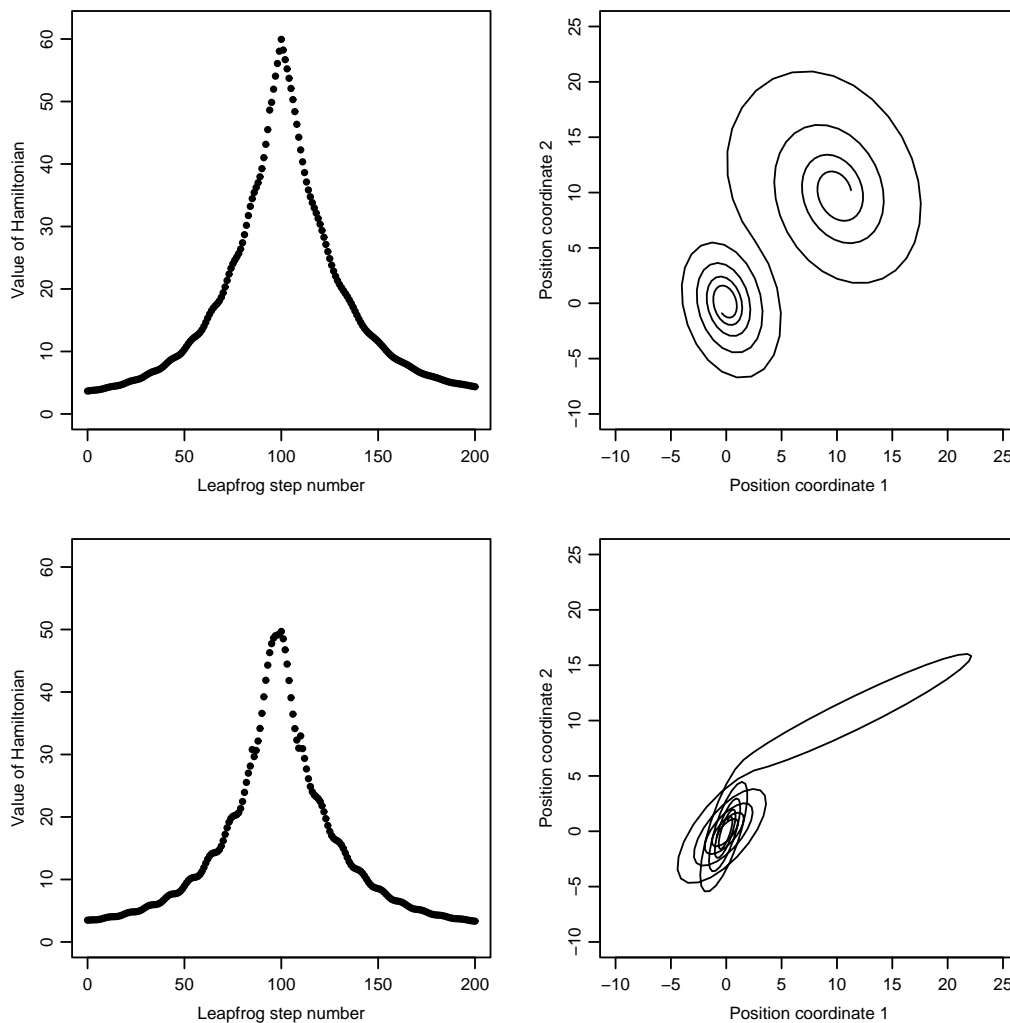 Value of Hamiltonian
0 10 20 30 40 50 60
0 50 100 150 200
Leapfrog step number
Position coordinate 2
−10 −5 0 5 10 15 20 25
−10 −5 0 5 10 15 20 25
Position coordinate 1
Value of Hamiltonian
0 10 20 30 40 50 60
0 50 100 150 200
Leapfrog step number
Position coordinate 2
−10 −5 0 5 10 15 20 25
−10 −5 0 5 10 15 20 25
Position coordinate 1